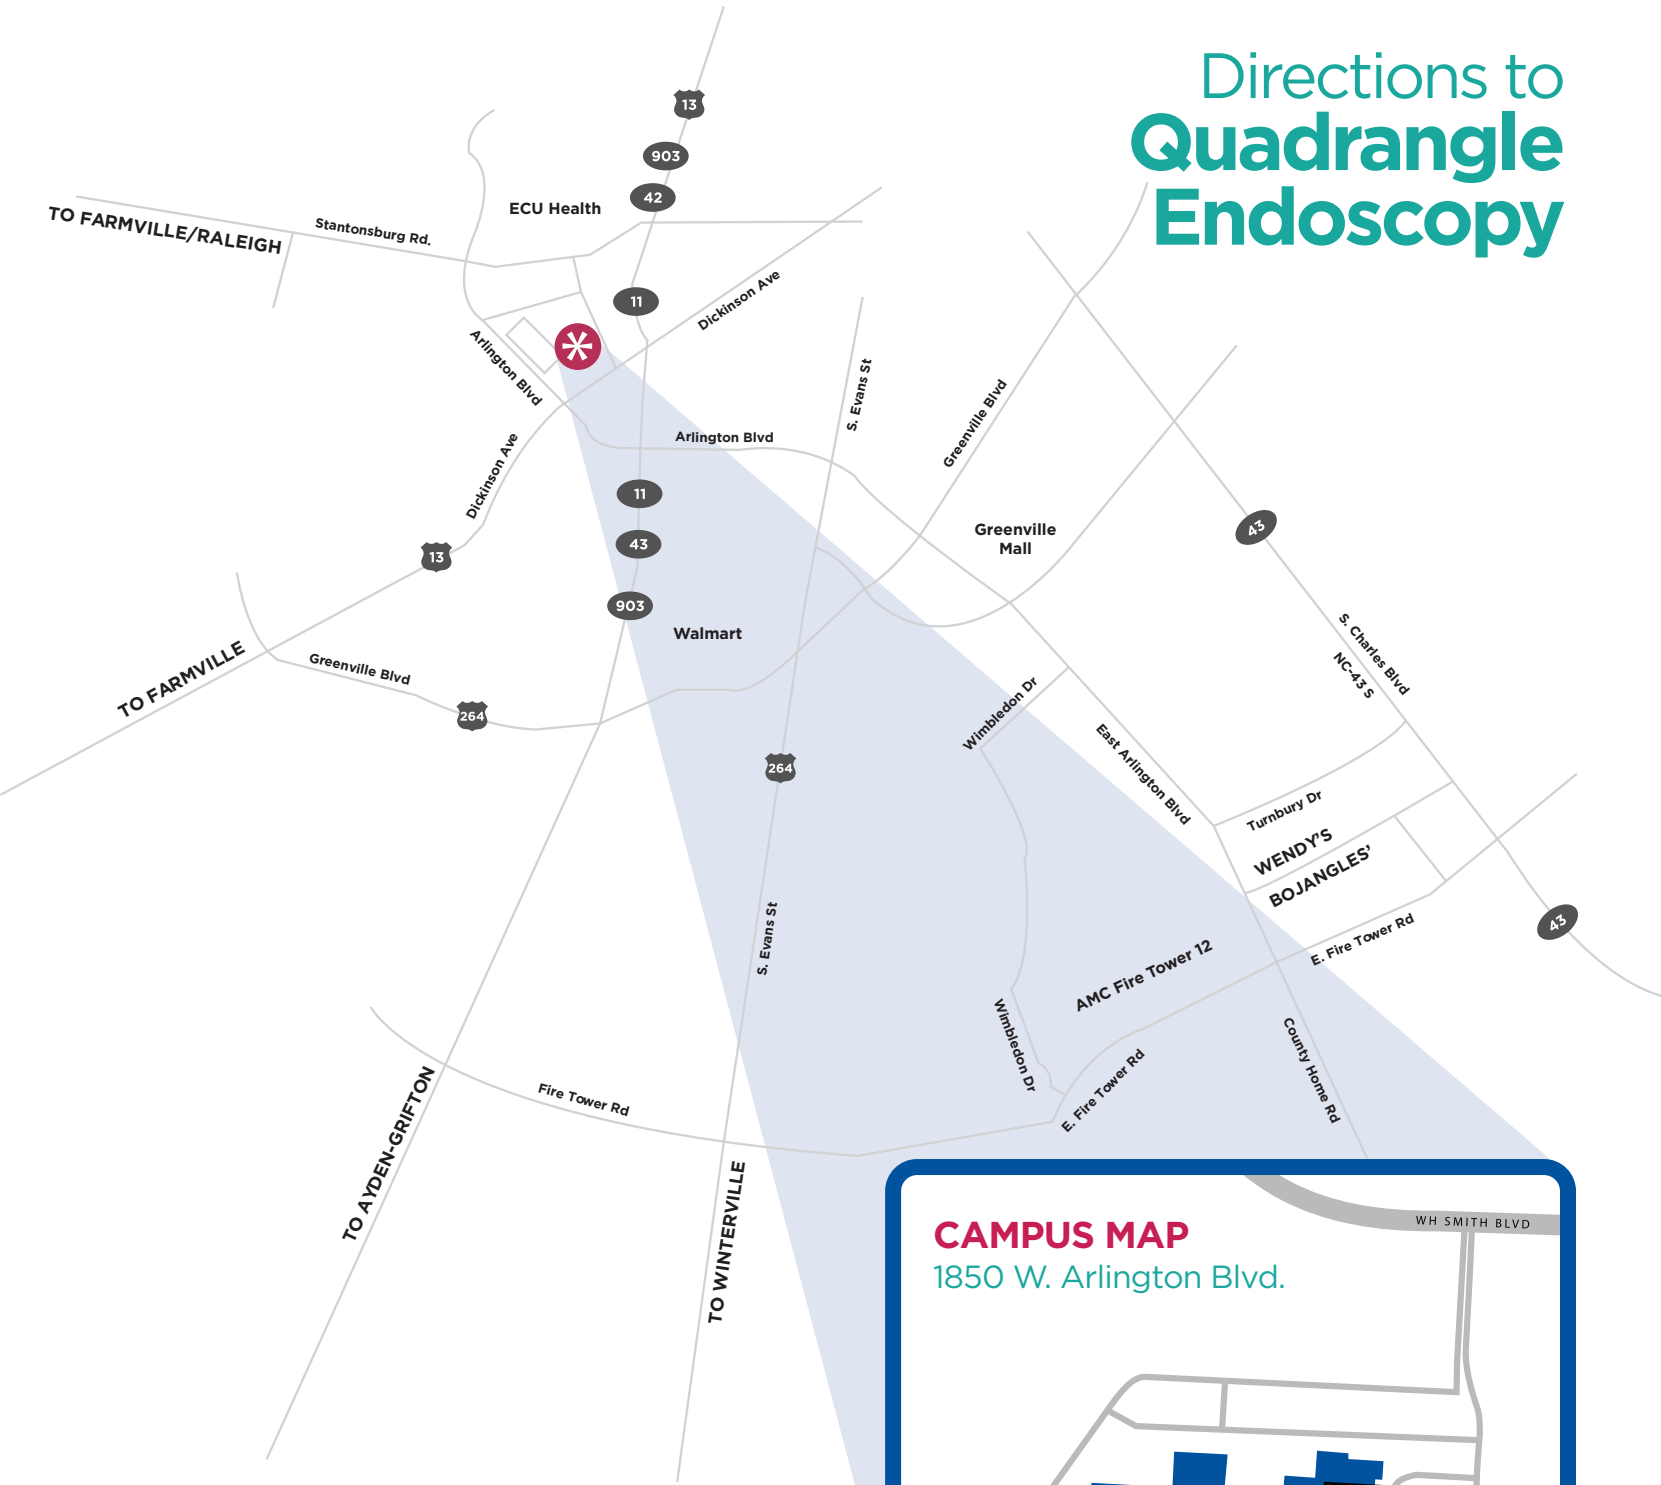 Directions to
Quadrangle
Endoscopy
13
903
42
ECU Health
TO FARMVILLE/RALEIGH
Stantonsburg Rd.
11
Dickinson Ave
Arlington Blvd
S. Evans St
Greenville Blvd
Arlington Blvd
Dickinson Ave
11
43
13
903
Greenville
Mall
43
Walmart
TO FARMVILLE
Greenville Blvd
264
S. Charles Blvd
NC-43 S
Wimbledon Dr
264
East Arlington Blvd
Turnbury Dr
WENDY'S
BOJANGLES'
E. Fire Tower Rd
43
S. Evans St
AMC Fire Tower 12
Wimbledon Dr
E. Fire Tower Rd
County Home Rd
Fire Tower Rd
TO AYDEN-GRIFTON
TO WINTERVILLE
WH SMITH BLVD
CAMPUS MAP
1850 W. Arlington Blvd.